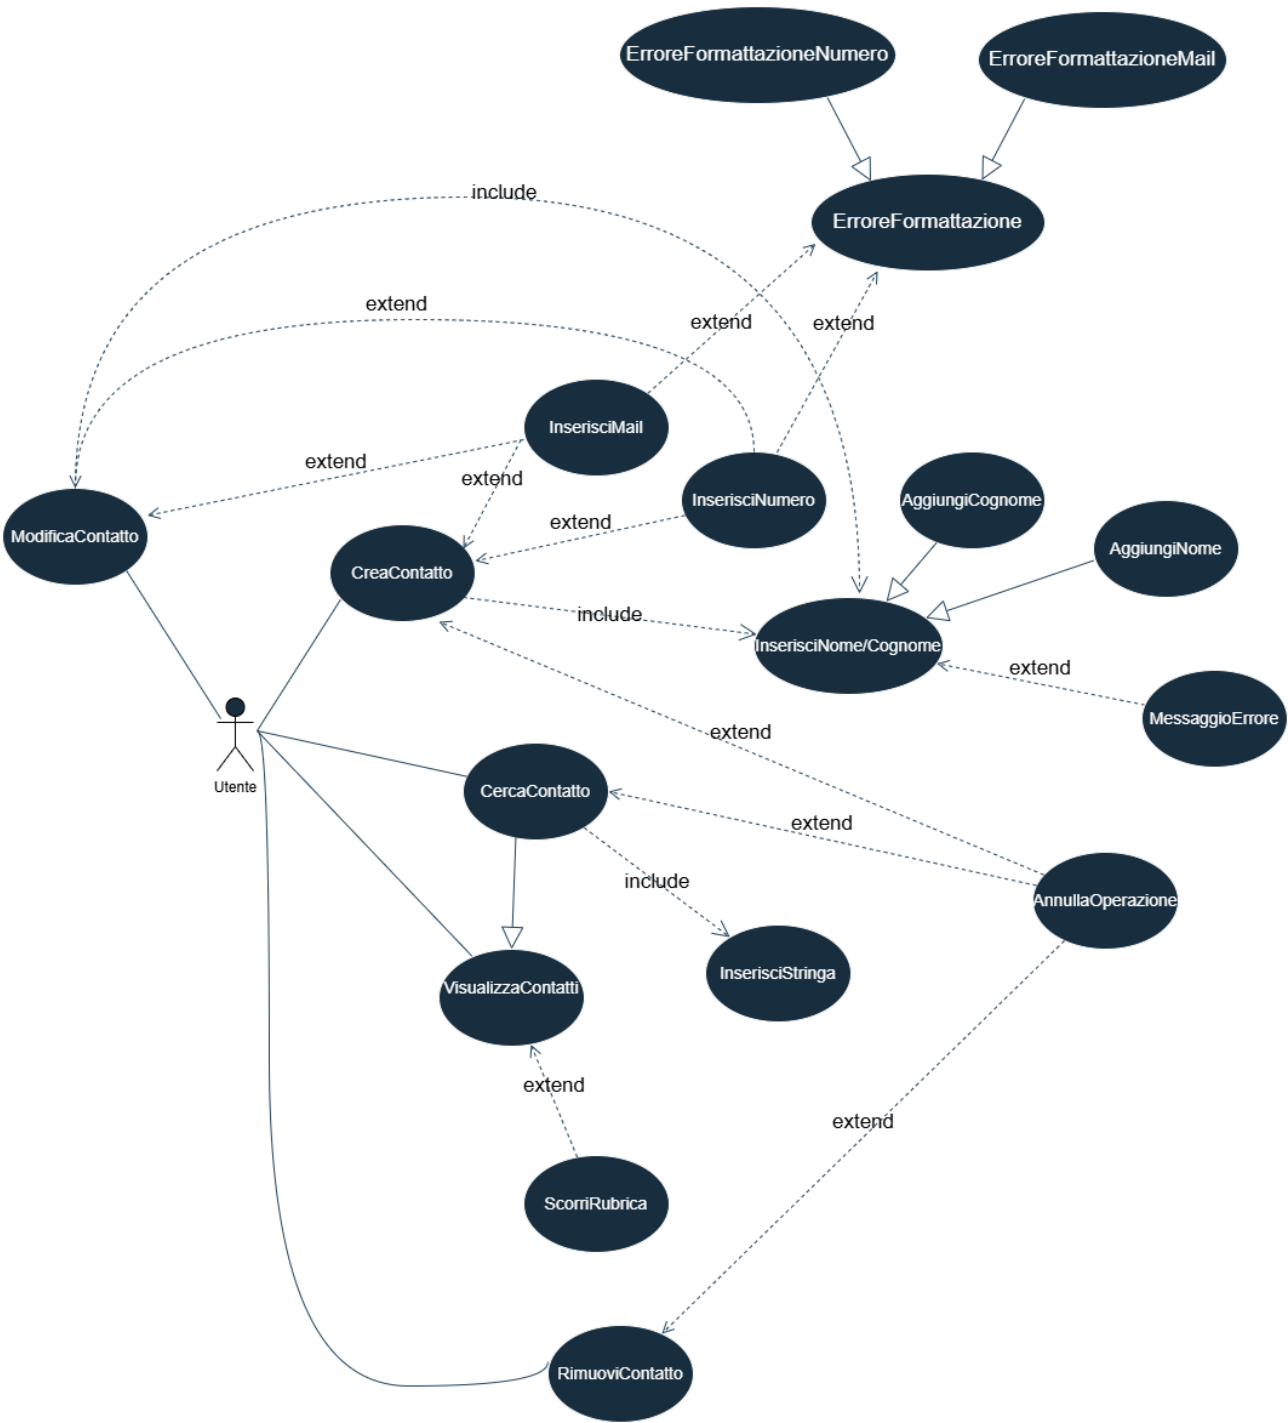 ErroreFormattazioneNumero
ErroreFormattazioneMail
include
ErroreFormattazione
extend
extend
extend
InserisciMail
extend
extend
InserisciNumero
AggiungiCognome
extend
ModificaContatto
AggiungiNome
CreaContatto
include
InserisciNome/Cognome
extend
MessaggioErrore
extend
Utente
CercaContatto
extend
include
AnnullaOperazione
InserisciStringa
VisualizzaContatti
extend
extend
ScorriRubrica
RimuoviContatto